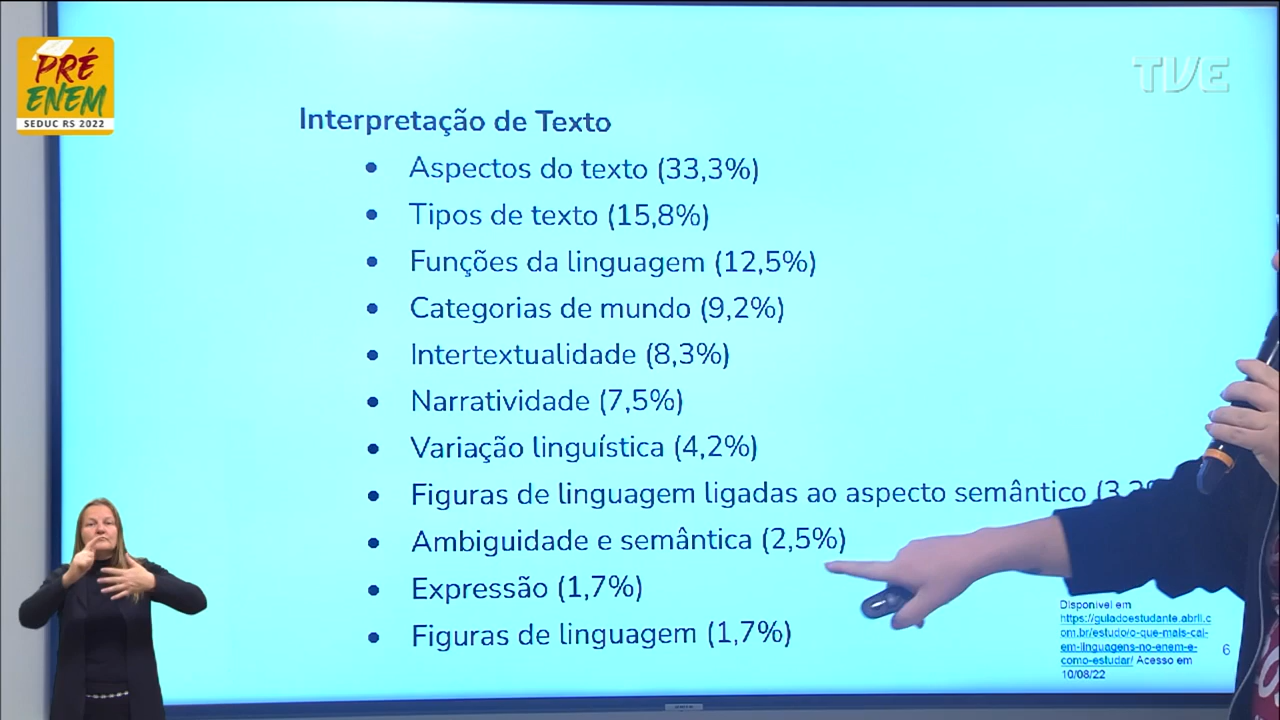 PRÉ
ENEM
SEDUC RS 2022
TVE
Interpretação de Texto
• Aspectos do texto (33,3%)
• Tipos de texto (15,8%)
• Funções da linguagem (12,5%)
• Categorias de mundo (9,2%)
• Intertextualidade (8,3%)
• Narratividade (7,5%)
• Variação linguística (4,2%)
• Figuras de linguagem ligadas ao aspecto semântico
• Ambiguidade e semântica (2,5%)
• Expressão (1,7%)
• Figuras de linguagem (1,7%)
Disponível em
https://guiadoestudante.abril.c
om.br/estudo/o-que-mais-cai-
em-linguagens-no-enem-e-
como-estudar/ Acesso em
10/08/22
6